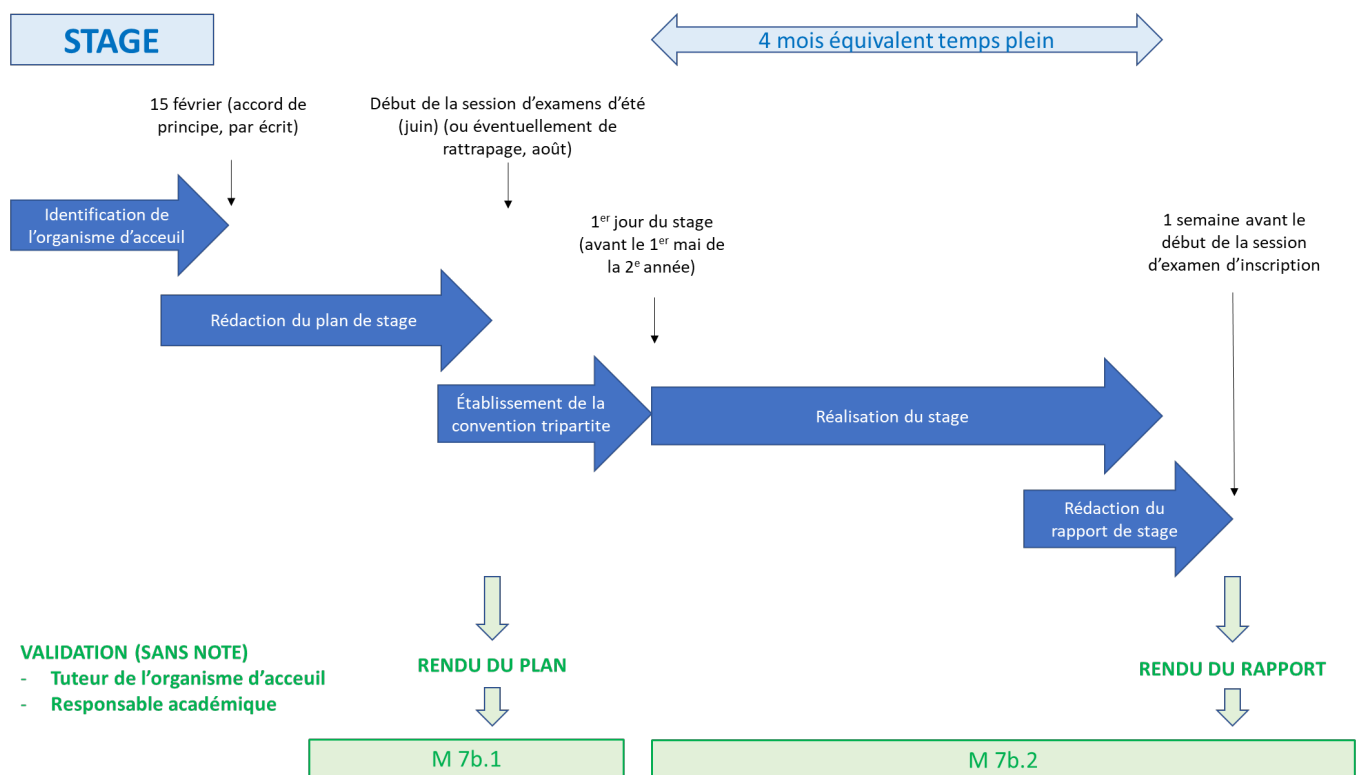 STAGE
4 mois équivalent temps plein
15 février (accord de
principe, par écrit)
Début de la session d'examens d'été
(juin) (ou éventuellement de
rattrapage, août)
Identification de
l'organisme d'acceuil
1er jour du stage
(avant le 1er mai de
la 2e année)
1 semaine avant le
début de la session
d'examen d'inscription
Rédaction du plan de stage
Établissement de la
convention tripartite
Réalisation du stage
Rédaction du
rapport de stage
VALIDATION (SANS NOTE)
- Tuteur de l'organisme d'acceuil
- Responsable académique
RENDU DU PLAN
RENDU DU RAPPORT
M 7b.1
M 7b.2